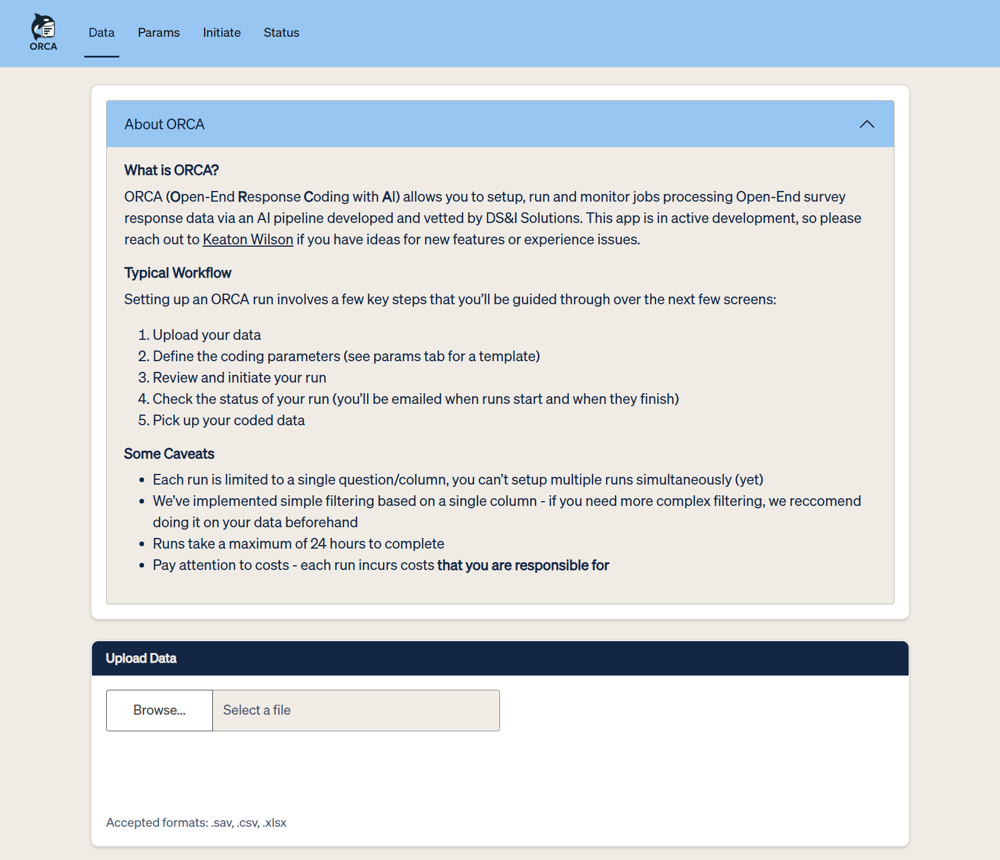 ORCA
Data
Params
Initiate
Status
About ORCA
What is ORCA?
ORCA (Open-End Response Coding with AI) allows you to setup, run and monitor jobs processing Open-End survey
response data via an AI pipeline developed and vetted by DS&I Solutions. This app is in active development, so please
reach out to Keaton Wilson if you have ideas for new features or experience issues.
Typical Workflow
Setting up an ORCA run involves a few key steps that you’ll be guided through over the next few screens:
1. Upload your data
2. Define the coding parameters (see params tab for a template)
3. Review and initiate your run
4. Check the status of your run (you’ll be emailed when runs start and when they finish)
5. Pick up your coded data
Some Caveats
• Each run is limited to a single question/column, you can’t setup multiple runs simultaneously (yet)
• We’ve implemented simple filtering based on a single column - if you need more complex filtering, we reccomend
doing it on your data beforehand
• Runs take a maximum of 24 hours to complete
• Pay attention to costs - each run incurs costs that you are responsible for
Upload Data
Browse...
Select a file
Accepted formats: .sav, .csv, .xlsx